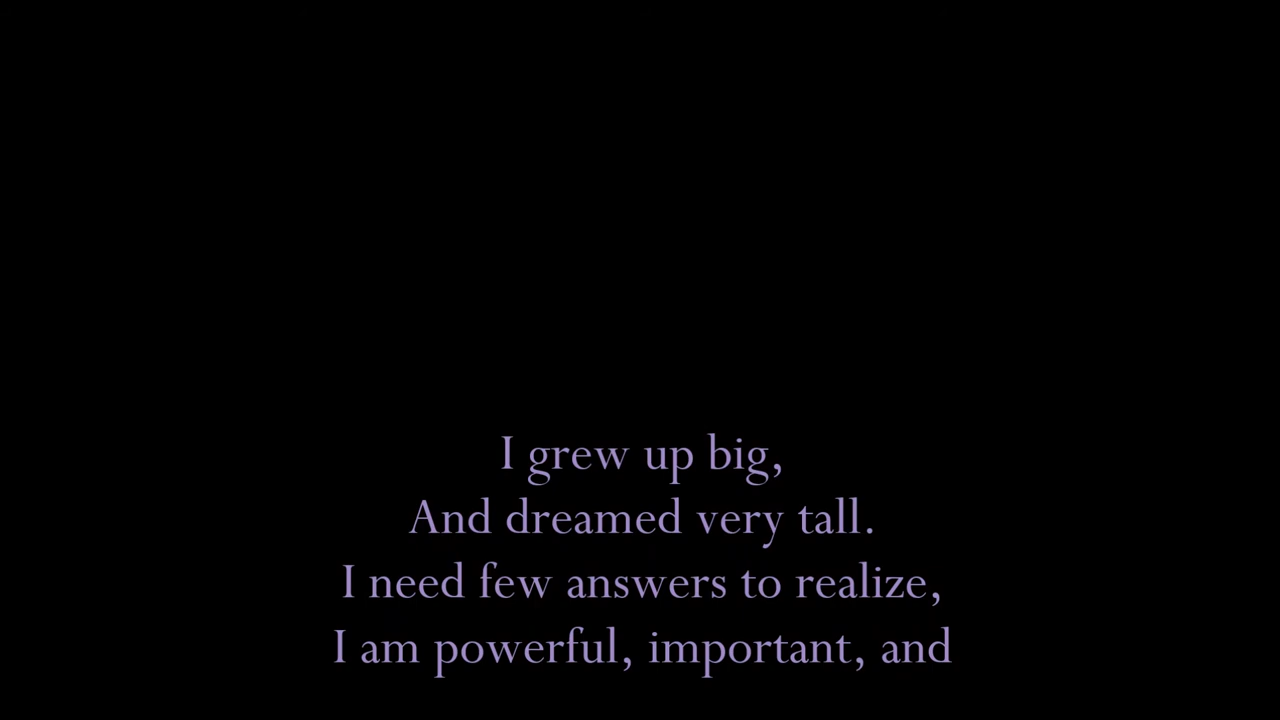 I grew up big,
And dreamed very tall.
I need few answers to realize,
I am powerful, important, and